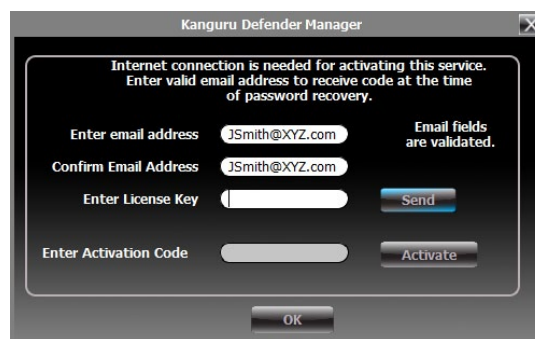 Kanguru Defender Manager
X
Internet connection is needed for activating this service.
Enter valid email address to receive code at the time
of password recovery.
Enter email address JSmith@XYZ.com Email fields
are validated.
Confirm Email Address JSmith@XYZ.com
Enter License Key Send
Enter Activation Code Activate
OK